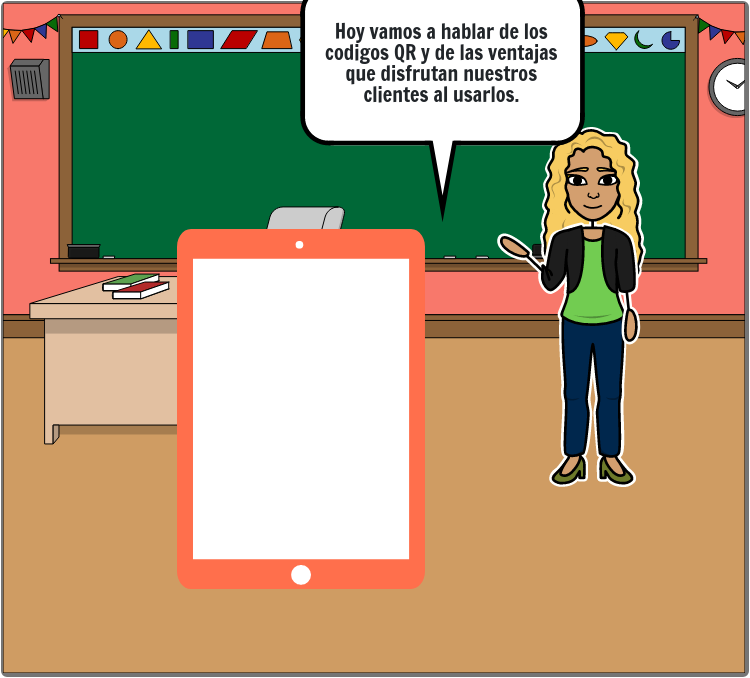 Hoy vamos a hablar de los
codigos QR y de las ventajas
que disfrutan nuestros
clientes al usarlos.